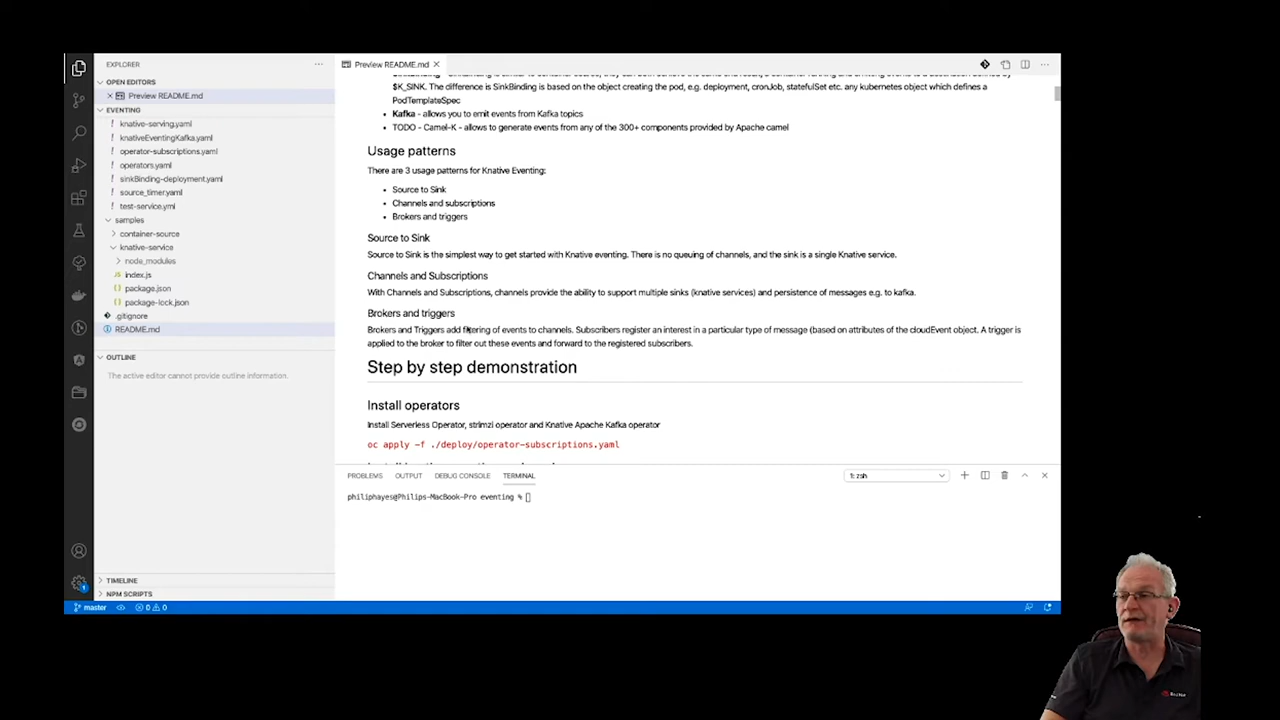 EXPLORER
OPEN EDITORS
Preview README.md
EVENTING
knative-serving.yaml
knativeEventingKafka.yaml
operator-subscriptions.yaml
operators.yaml
sinkBinding-deployment.yaml
source_timer.yaml
test-service.yml
samples
container-source
knative-service
node_modules
index.js
package.json
package-lock.json
.gitignore
README.md
OUTLINE
The active editor cannot provide outline information.
TIMELINE
NPM SCRIPTS
Preview README.md
$K_SINK. The difference is SinkBinding is based on the object creating the pod, e.g. deployment, cronJob, statefulSet etc. any kubernetes object which defines a
PodTemplateSpec
Kafka - allows you to emit events from Kafka topics
TODO - Camel-K - allows to generate events from any of the 300+ components provided by Apache camel
Usage patterns
There are 3 usage patterns for Knative Eventing:
Source to Sink
Channels and subscriptions
Brokers and triggers
Source to Sink
Source to Sink is the simplest way to get started with Knative eventing. There is no queuing of channels, and the sink is a single Knative service.
Channels and Subscriptions
With Channels and Subscriptions, channels provide the ability to support multiple sinks (knative services) and persistence of messages e.g. to kafka.
Brokers and triggers
Brokers and Triggers add filtering of events to channels. Subscribers register an interest in a particular type of message (based on attributes of the cloudEvent object. A trigger is
applied to the broker to filter out these events and forward to the registered subscribers.
Step by step demonstration
Install operators
Install Serverless Operator, strimzi operator and Knative Apache Kafka operator
oc apply -f ./deploy/operator-subscriptions.yaml
PROBLEMS OUTPUT DEBUG CONSOLE TERMINAL 1: zsh
philiphayes@Philips-MacBook-Pro eventing %
master 0 0